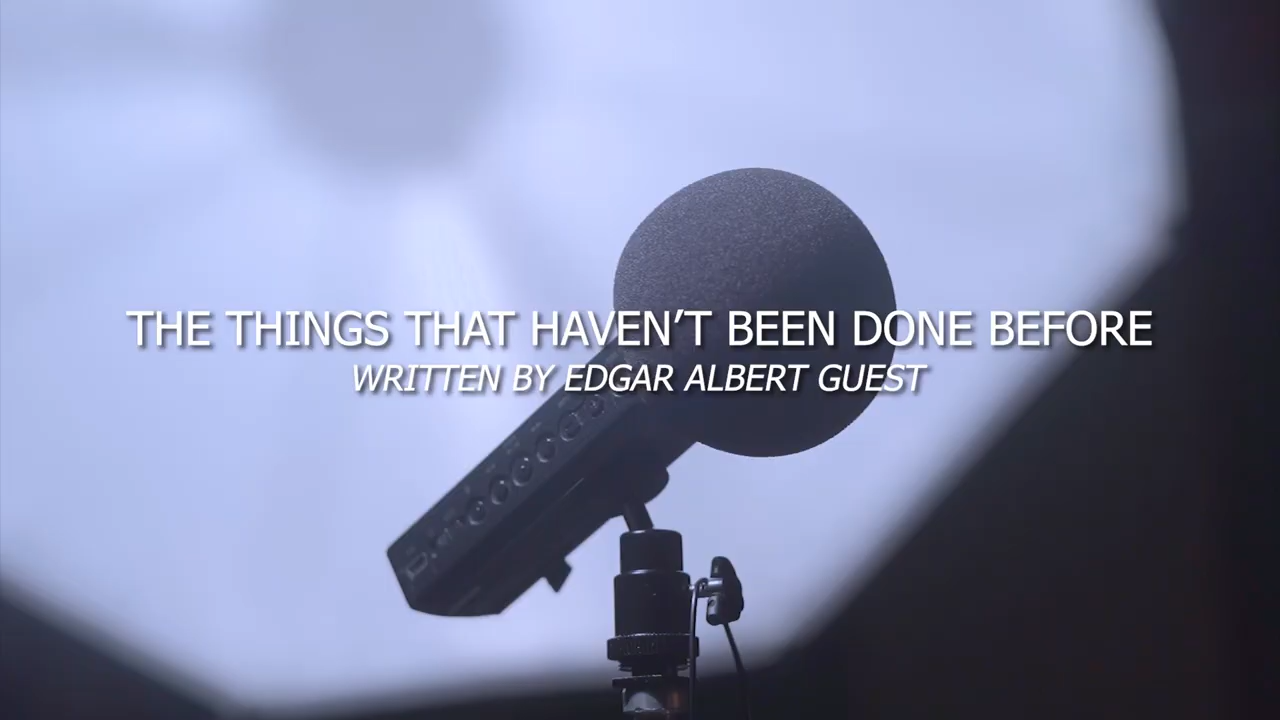 THE THINGS THAT HAVEN'T BEEN DONE BEFORE
WRITTEN BY EDGAR ALBERT GUEST